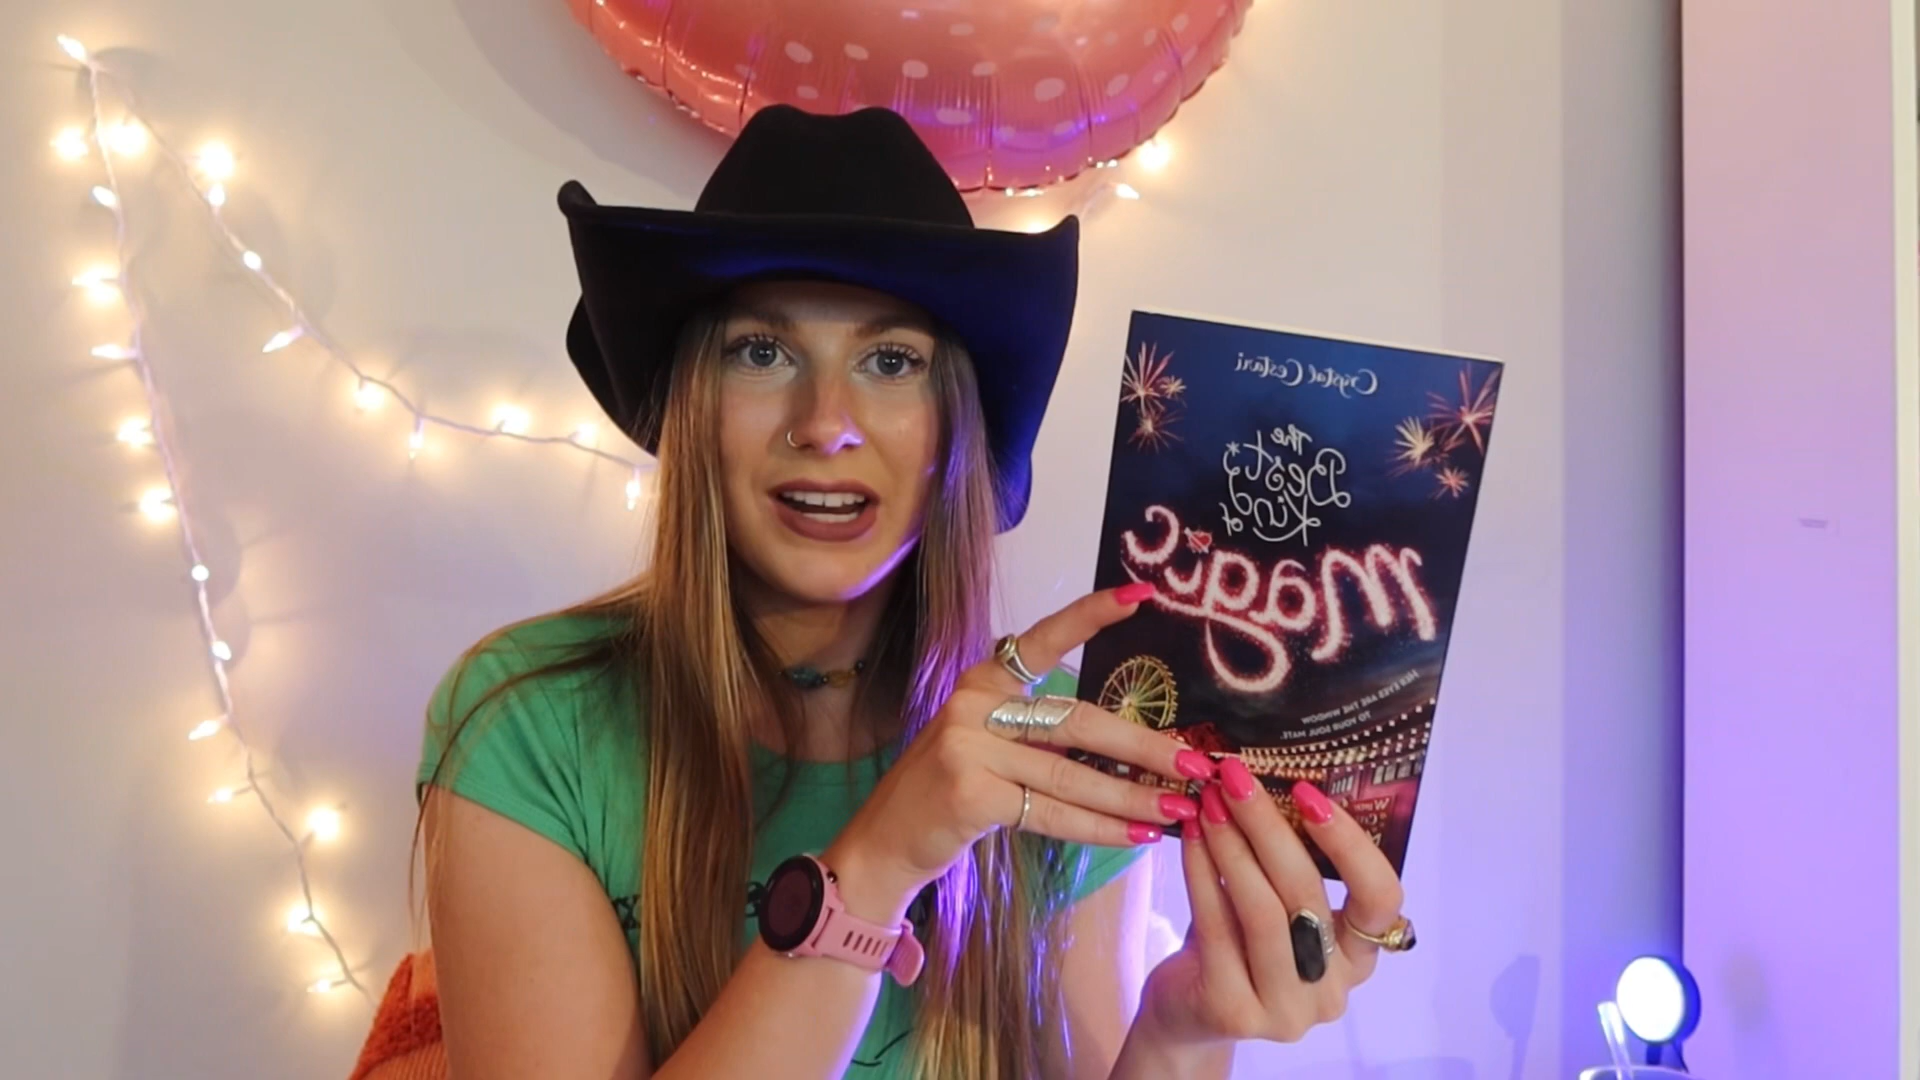 Crystal Cestari
The
Best
Kind of
Magic
HER EYES ARE THE WINDOW
TO YOUR SOUL MATE.